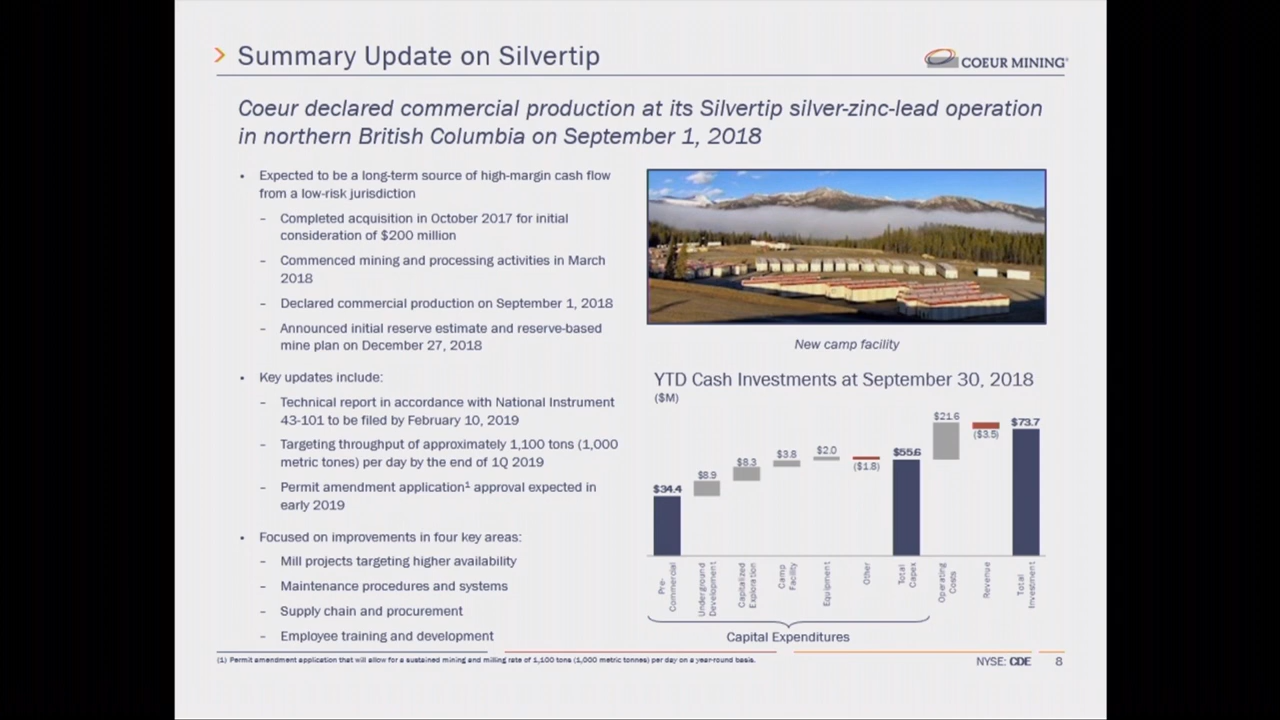 Summary Update on Silvertip
COEUR MINING®
Coeur declared commercial production at its Silvertip silver-zinc-lead operation
in northern British Columbia on September 1, 2018
• Expected to be a long-term source of high-margin cash flow
from a low-risk jurisdiction
– Completed acquisition in October 2017 for initial
consideration of $200 million
– Commenced mining and processing activities in March
2018
– Declared commercial production on September 1, 2018
– Announced initial reserve estimate and reserve-based
mine plan on December 27, 2018
• Key updates include:
– Technical report in accordance with National Instrument
43-101 to be filed by February 10, 2019
– Targeting throughput of approximately 1,100 tons (1,000
metric tones) per day by the end of 1Q 2019
– Permit amendment application¹ approval expected in
early 2019
• Focused on improvements in four key areas:
– Mill projects targeting higher availability
– Maintenance procedures and systems
– Supply chain and procurement
– Employee training and development
New camp facility
YTD Cash Investments at September 30, 2018
($M)
$34.4
$8.9
$8.3
$3.8
$2.0
($1.8)
$55.6
$21.6
($3.5)
$73.7
Pre-
Commercial
Underground
Development
Capitalized
Exploration
Camp
Facility
Equipment
Other
Total
Capex
Operating
Costs
Revenue
Total
Investment
Capital Expenditures
(1) Permit amendment application that will allow for a sustained mining and milling rate of 1,100 tons (1,000 metric tonnes) per day on a year-round basis.
NYSE: CDE 8